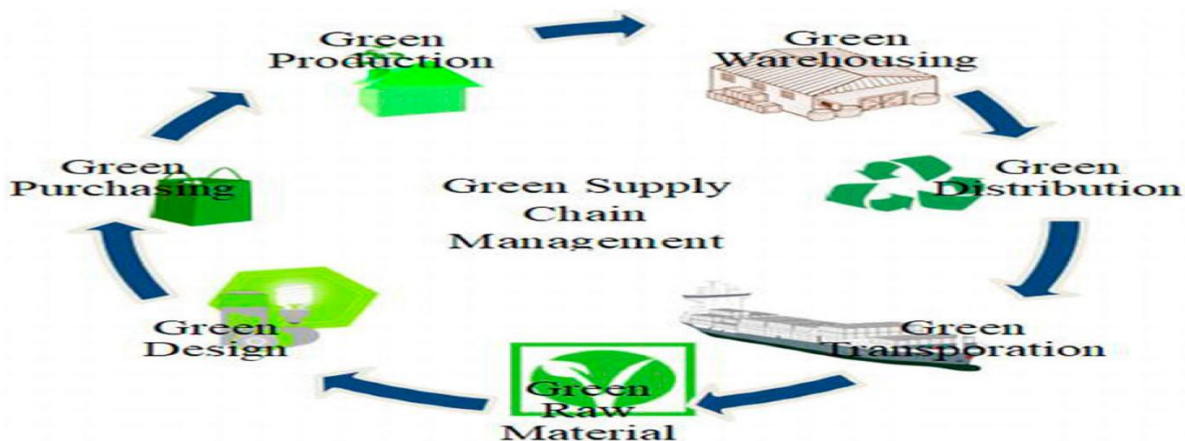 Green
Production
Green
Warehousing
Green
Purchasing
Green Supply
Chain
Management
Green
Distribution
Green
Design
Green
Raw
Material
Green
Transporation